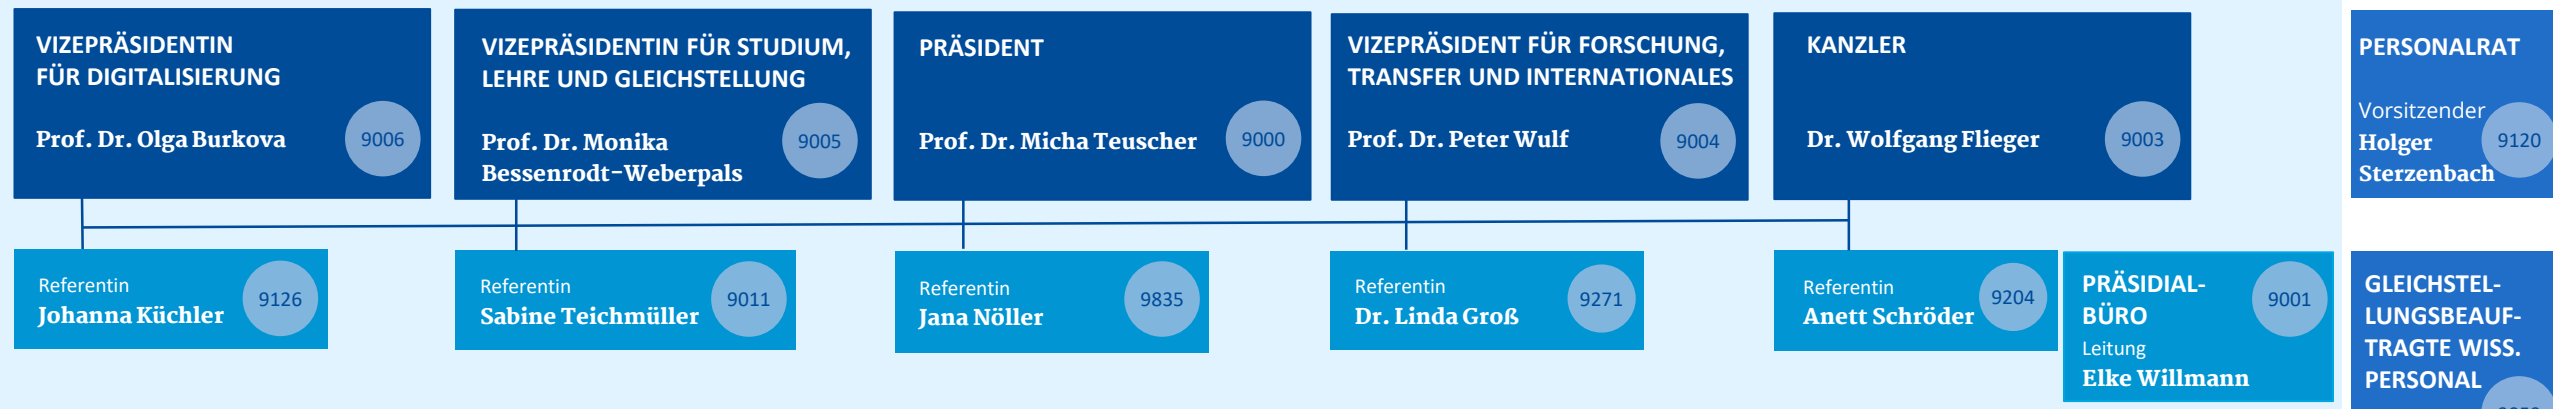 VIZEPRÄSIDENTIN
FÜR DIGITALISIERUNG
Prof. Dr. Olga Burkova
9006
VIZEPRÄSIDENTIN FÜR STUDIUM,
LEHRE UND GLEICHSTELLUNG
Prof. Dr. Monika
Bessenrodt-Weberpals
9005
PRÄSIDENT
Prof. Dr. Micha Teuscher
9000
VIZEPRÄSIDENT FÜR FORSCHUNG,
TRANSFER UND INTERNATIONALES
Prof. Dr. Peter Wulf
9004
KANZLER
Dr. Wolfgang Flieger
9003
PERSONALRAT
Vorsitzender
Holger
Sterzenbach
9120
Referentin
Johanna Küchler
9126
Referentin
Sabine Teichmüller
9011
Referentin
Jana Nöller
9835
Referentin
Dr. Linda Groß
9271
Referentin
Anett Schröder
9204
PRÄSIDIAL-
BÜRO
Leitung
Elke Willmann
9001
GLEICHSTEL-
LUNGSBEAUF-
TRAGTE WISS.
PERSONAL